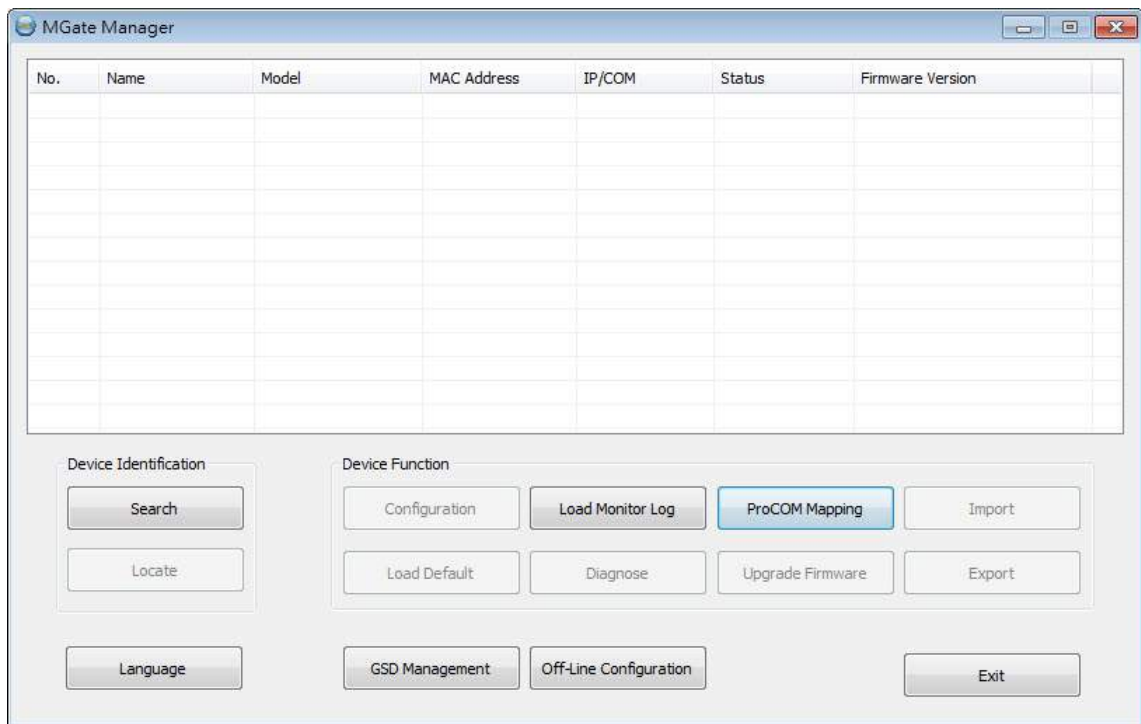 MGate Manager
No. Name Model MAC Address IP/COM Status Firmware Version
Device Identification Device Function
Search Configuration Load Monitor Log ProCOM Mapping Import
Locate Load Default Diagnose Upgrade Firmware Export
Language GSD Management Off-Line Configuration Exit